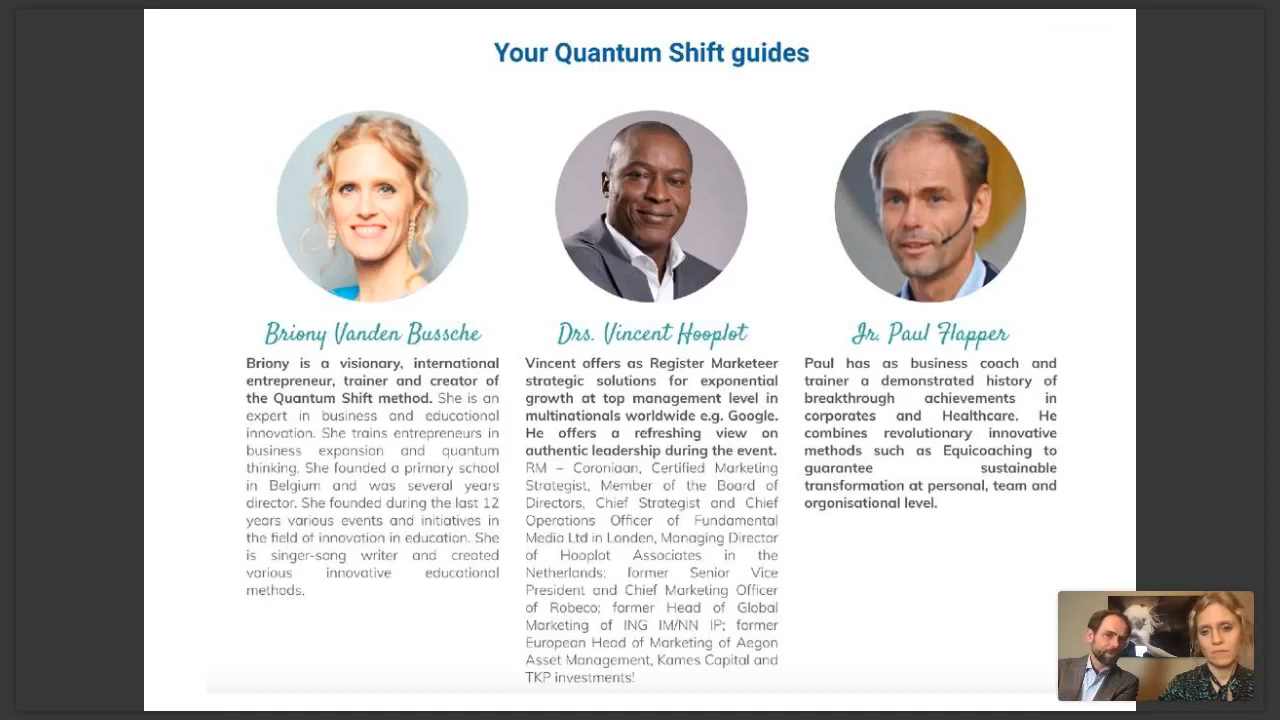 Your Quantum Shift guides
Briony Vanden Bussche
Briony is a visionary, international
entrepreneur, trainer and creator of
the Quantum Shift method. She is an
expert in business and educational
innovation. She trains entrepreneurs in
business expansion and quantum
thinking. She founded a primary school
in Belgium and was several years
director. She founded during the last 12
years various events and initiatives in
the field of innovation in education. She
is singer-song writer and created
various innovative educational
methods.
Drs. Vincent Hooplot
Vincent offers as Register Marketeer
strategic solutions for exponential
growth at top management level in
multinationals worldwide e.g. Google.
He offers a refreshing view on
authentic leadership during the event.
RM – Coroniaan, Certified Marketing
Strategist, Member of the Board of
Directors, Chief Strategist and Chief
Operations Officer of Fundamental
Media Ltd in Londen, Managing Director
of Hooplot Associates in the
Netherlands; former Senior Vice
President and Chief Marketing Officer
of Robeco; former Head of Global
Marketing of ING IM/NN IP; former
European Head of Marketing of Aegon
Asset Management, Kames Capital and
TKP investments!
Ir. Paul Flapper
Paul has as business coach and
trainer a demonstrated history of
breakthrough achievements in
corporates and Healthcare. He
combines revolutionary innovative
methods such as Equicoaching to
guarantee sustainable
transformation at personal, team and
orgonisational level.